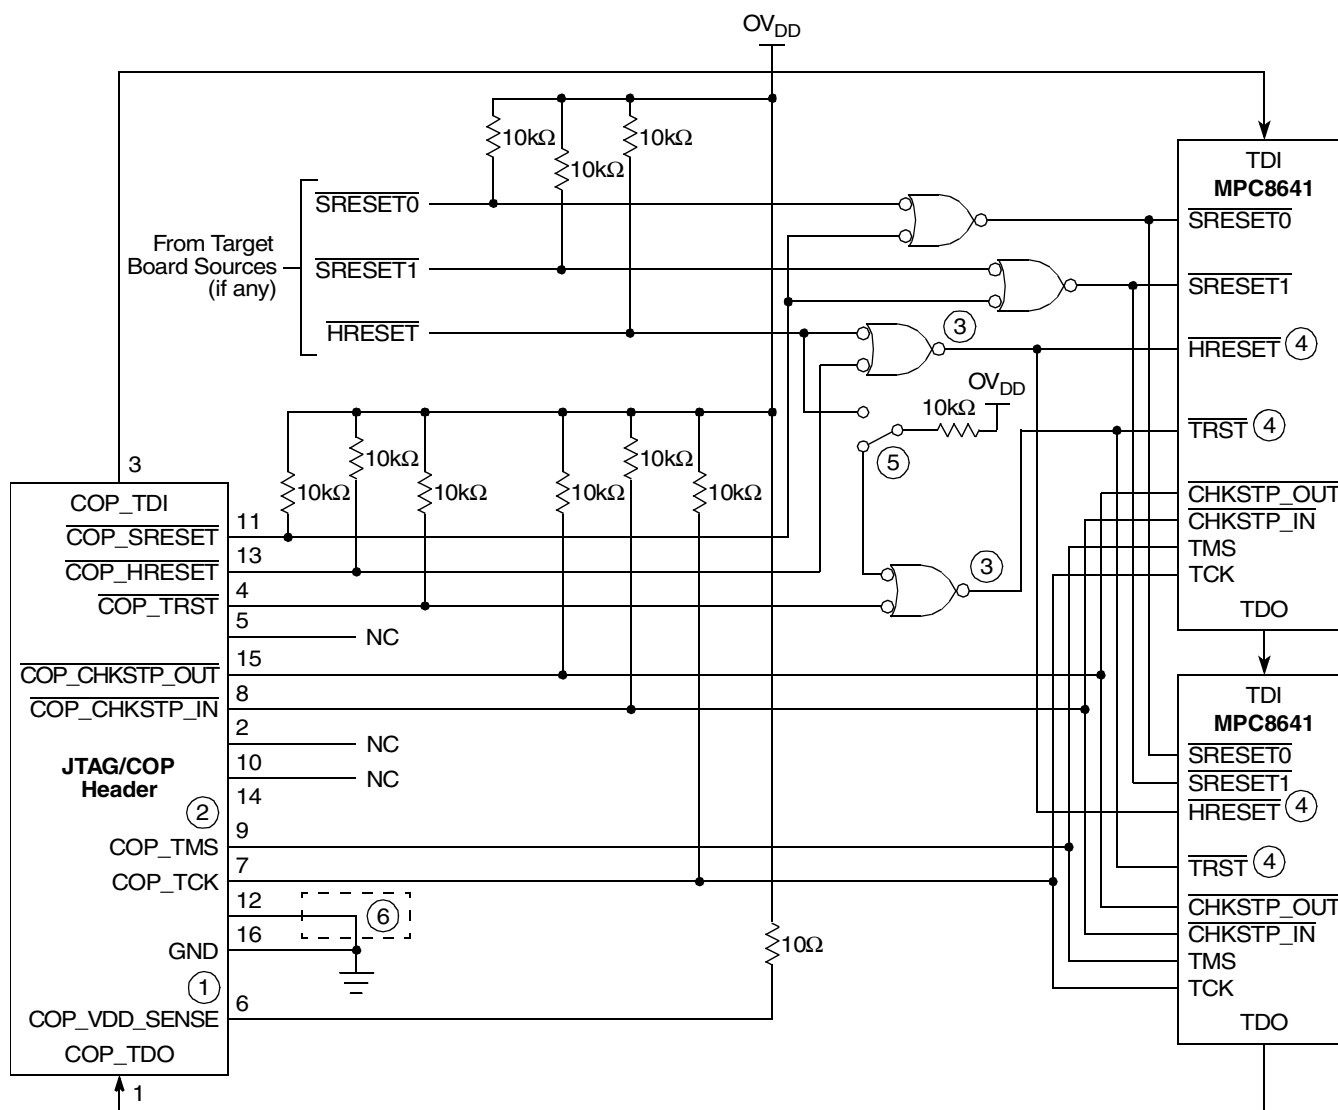 OVDD
10kΩ
10kΩ
10kΩ
TDI
MPC8641
SRESET0
SRESET0
From Target
Board Sources
(if any)
SRESET1
SRESET1
HRESET
3
HRESET 4
OVDD
10kΩ
TRST 4
5
3
10kΩ
10kΩ
10kΩ
10kΩ
10kΩ
10kΩ
COP_TDI
11
COP_SRESET
13
COP_HRESET
4
COP_TRST
3
5
NC
15
COP_CHKSTP_OUT
8
COP_CHKSTP_IN
2
NC
10
NC
JTAG/COP
Header
14
2
9
COP_TMS
7
COP_TCK
12
6
16
GND
1
6
COP_VDD_SENSE
10Ω
COP_TDO
1
CHKSTP_OUT
CHKSTP_IN
TMS
TCK
TDO
TDI
MPC8641
SRESET0
SRESET1
HRESET 4
TRST 4
CHKSTP_OUT
CHKSTP_IN
TMS
TCK
TDO